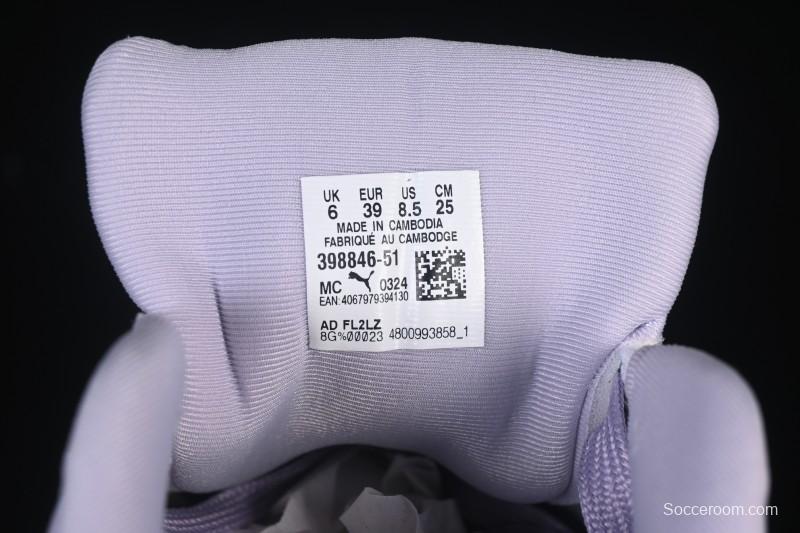 UK EUR US CM
6 39 8.5 25
MADE IN CAMBODIA
FABRIQUÉ AU CAMBODGE
398846-51
MC 0324
EAN: 4067979394130
AD FL2LZ
8G%00023 4800993858_1
Socceroom.com